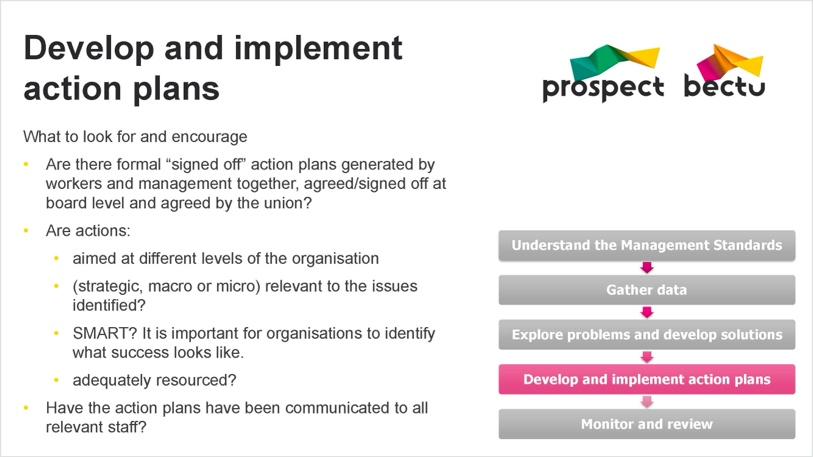 Develop and implement
action plans
prospect
bectu
What to look for and encourage
• Are there formal “signed off” action plans generated by
workers and management together, agreed/signed off at
board level and agreed by the union?
• Are actions:
• aimed at different levels of the organisation
• (strategic, macro or micro) relevant to the issues
identified?
• SMART? It is important for organisations to identify
what success looks like.
• adequately resourced?
• Have the action plans have been communicated to all
relevant staff?
Understand the Management Standards
Gather data
Explore problems and develop solutions
Develop and implement action plans
Monitor and review